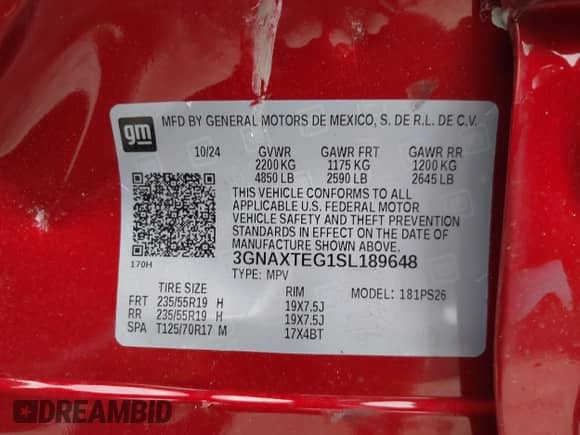 gm
MFD BY GENERAL MOTORS DE MEXICO, S. DE R.L. DE C.V.
10/24 GVWR GAWR FRT GAWR RR
2200 KG 1175 KG 1200 KG
4850 LB 2590 LB 2645 LB
THIS VEHICLE CONFORMS TO ALL
APPLICABLE U.S. FEDERAL MOTOR
VEHICLE SAFETY AND THEFT PREVENTION
STANDARDS IN EFFECT ON THE DATE OF
MANUFACTURE SHOWN ABOVE.
170H 3GNAXTEG1SL189648
TYPE: MPV
TIRE SIZE RIM MODEL: 181PS26
FRT 235/55R19 H 19X7.5J
RR 235/55R19 H 19X7.5J
SPA T125/70R17 M 17X4BT
DREAMBID